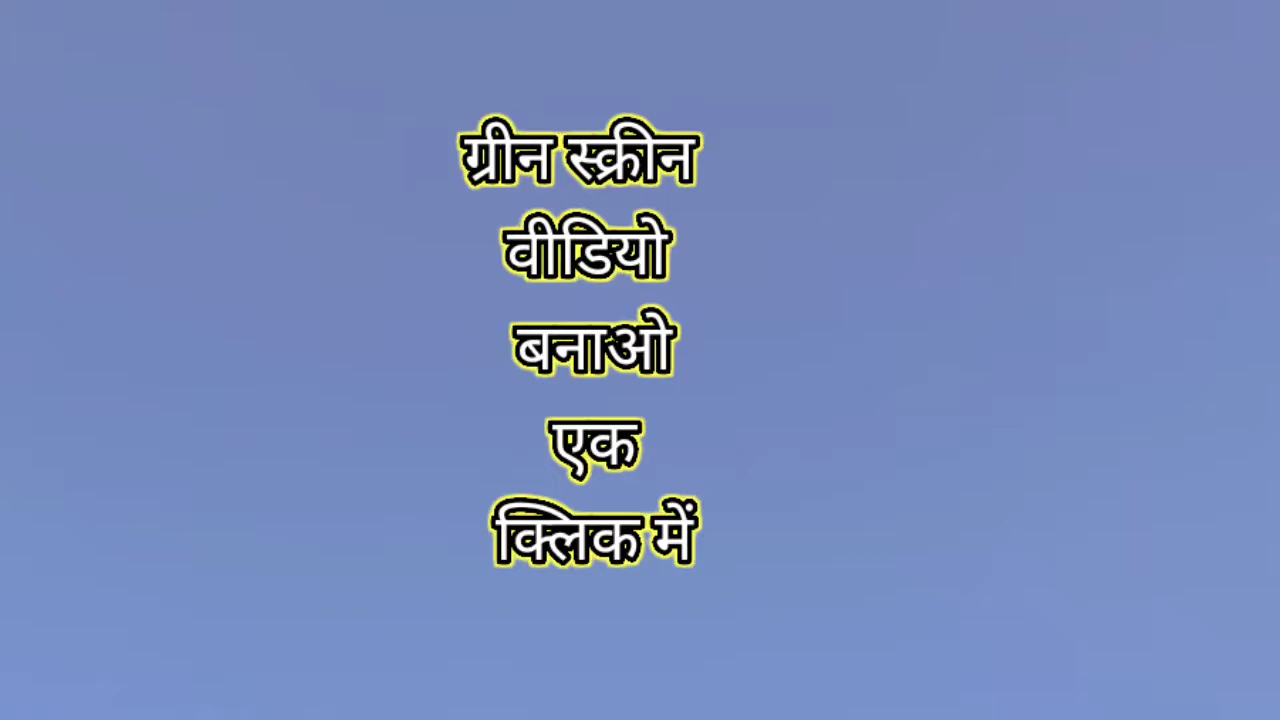 ग्रीन स्क्रीन
वीडियो
बनाओ
एक
क्लिक में